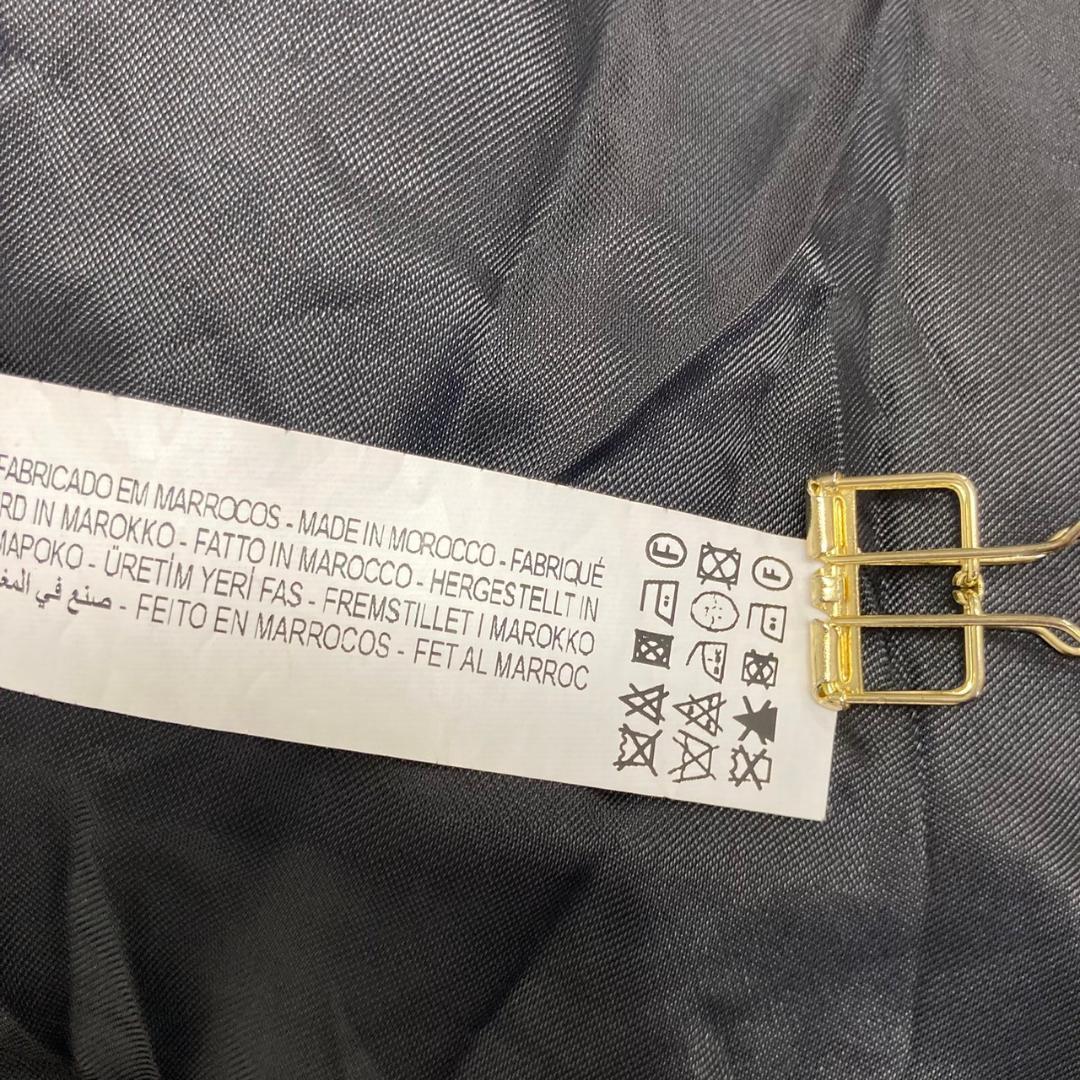 FABRICADO EM MARROCOS - MADE IN MOROCCO - FABRIQUÉ
RD IN MAROKKO - FATTO IN MAROCCO - HERGESTELLT IN
ΜΑΡΟΚΟ - ÜRETİM YERİ FAS - FREMSTILLET I MAROKKO
صنع في المغ - FEITO EN MARROCOS - FET AL MARROC
F
F